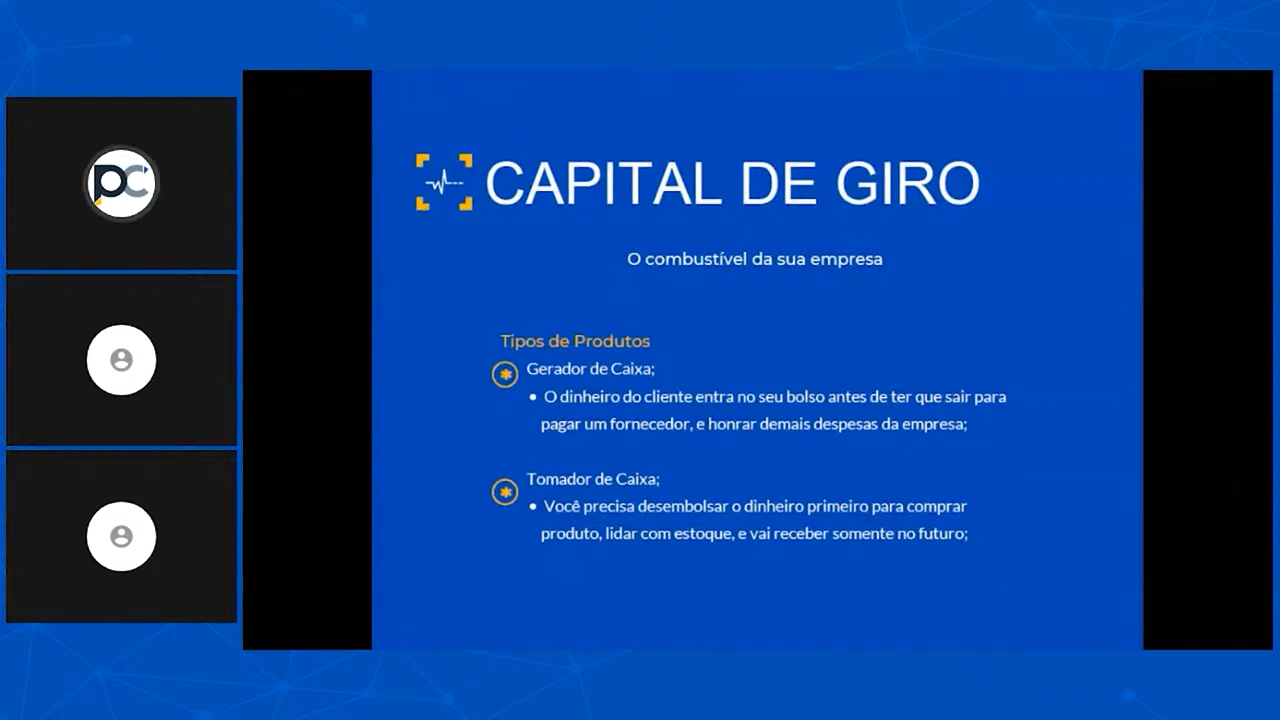 pc
CAPITAL DE GIRO
O combustível da sua empresa
Tipos de Produtos
Gerador de Caixa;
• O dinheiro do cliente entra no seu bolso antes de ter que sair para
pagar um fornecedor, e honrar demais despesas da empresa;
Tomador de Caixa;
• Você precisa desembolsar o dinheiro primeiro para comprar
produto, lidar com estoque, e vai receber somente no futuro;